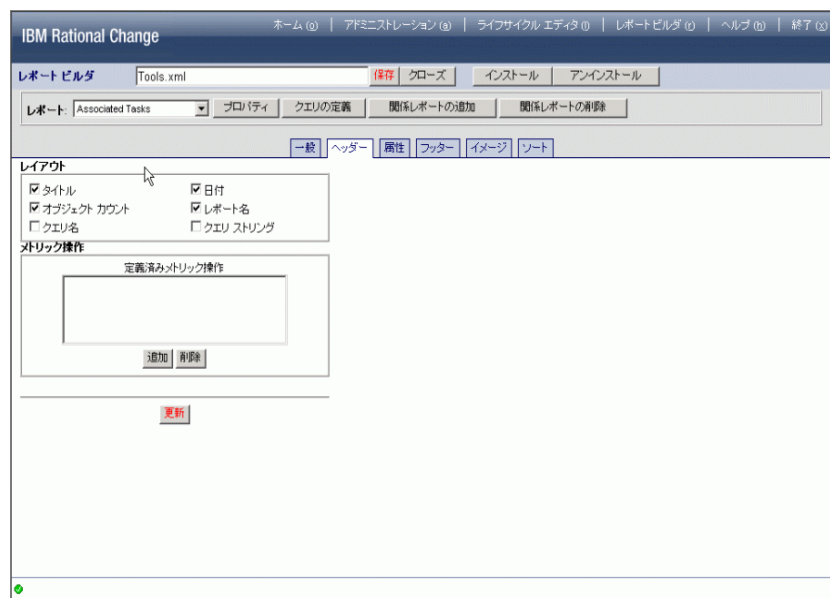 IBM Rational Change
ホーム (o) | アドミニストレーション (a) | ライフサイクル エディタ (l) | レポートビルダ (r) | ヘルプ (h) | 終了 (x)
レポート ビルダ Tools.xml 保存 クローズ インストール アンインストール
レポート: Associated Tasks プロパティ クエリの定義 関係レポートの追加 関係レポートの削除
一般 ヘッダー 属性 フッター イメージ ソート
レイアウト
タイトル 日付
オブジェクト カウント レポート名
クエリ名 クエリ ストリング
メトリック操作
定義済みメトリック操作
追加 削除
更新